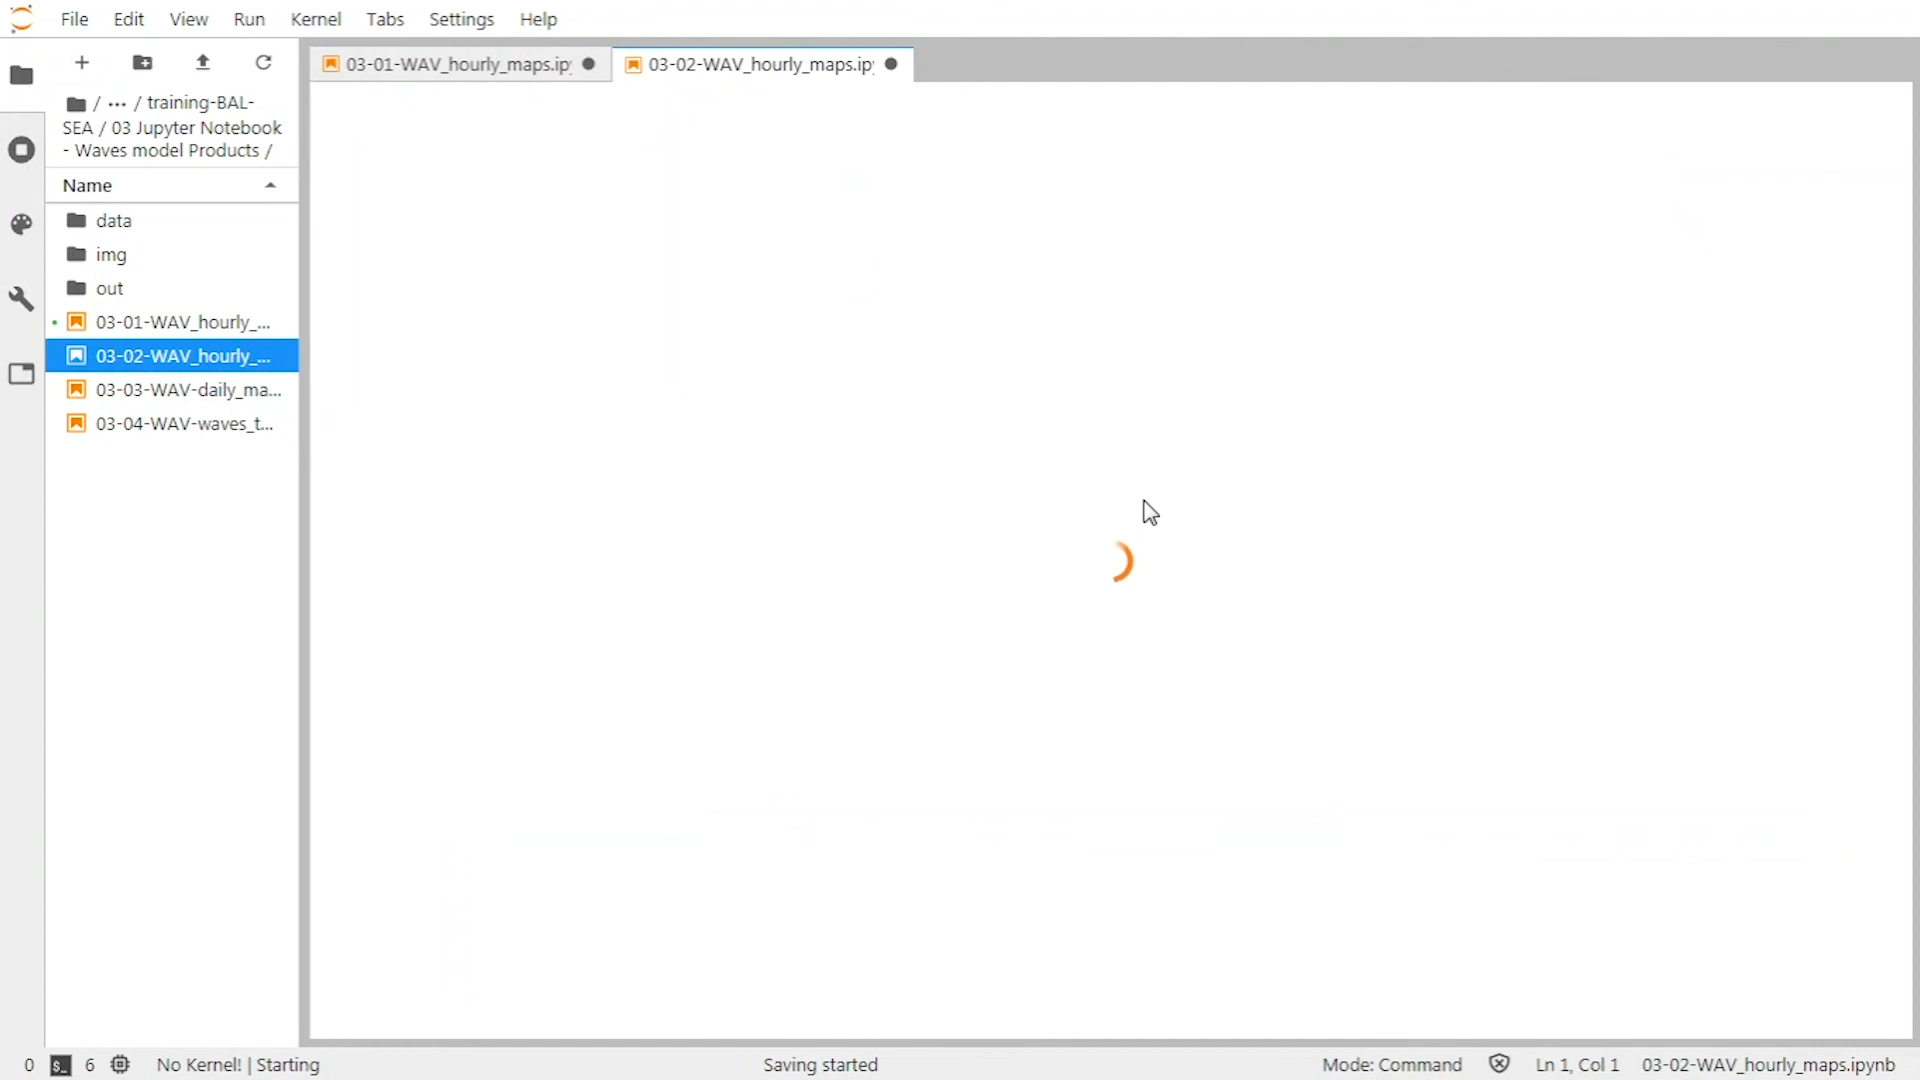 File Edit View Run Kernel Tabs Settings Help
03-01-WAV_hourly_maps.ip
03-02-WAV_hourly_maps.ip
/ ··· / training-BAL-
SEA / 03 Jupyter Notebook
- Waves model Products /
Name
data
img
out
03-01-WAV_hourly_...
03-02-WAV_hourly_...
03-03-WAV-daily_ma...
03-04-WAV-waves_t...
0 $_ 6 No Kernel! | Starting Saving started Mode: Command Ln 1, Col 1 03-02-WAV_hourly_maps.ipynb